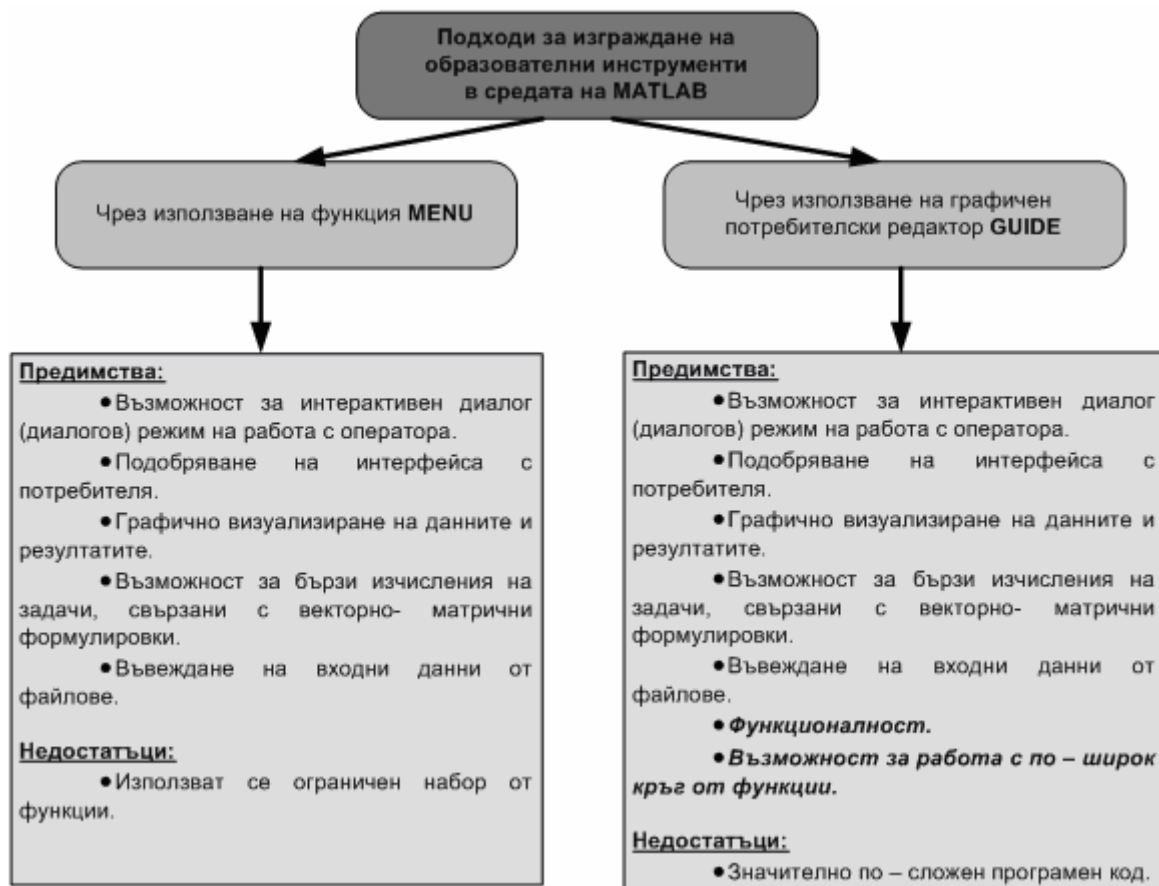 Подходи за изграждане на
образователни инструменти
в средата на MATLAB
Чрез използване на функция MENU
Чрез използване на графичен
потребителски редактор GUIDE
Предимства:
●Възможност за интерактивен диалог
(диалогов) режим на работа с оператора.
●Подобряване на интерфейса с
потребителя.
●Графично визуализиране на данните и
резултатите.
●Възможност за бързи изчисления на
задачи, свързани с векторно- матрични
формулировки.
●Въвеждане на входни данни от
файлове.
Недостатъци:
●Използват се ограничен набор от
функции.
Предимства:
●Възможност за интерактивен диалог
(диалогов) режим на работа с оператора.
●Подобряване на интерфейса с
потребителя.
●Графично визуализиране на данните и
резултатите.
●Възможност за бързи изчисления на
задачи, свързани с векторно- матрични
формулировки.
●Въвеждане на входни данни от
файлове.
●Функционалност.
●Възможност за работа с по – широк
кръг от функции.
Недостатъци:
●Значително по – сложен програмен код.